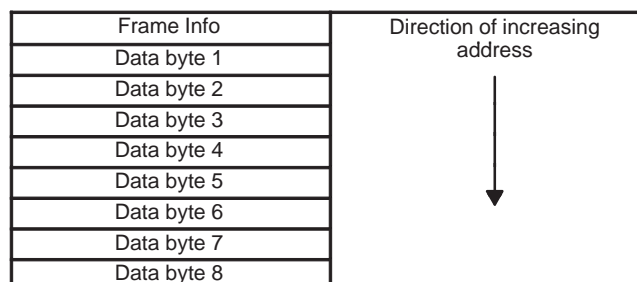 Frame Info
Data byte 1
Data byte 2
Data byte 3
Data byte 4
Data byte 5
Data byte 6
Data byte 7
Data byte 8
Direction of increasing
address